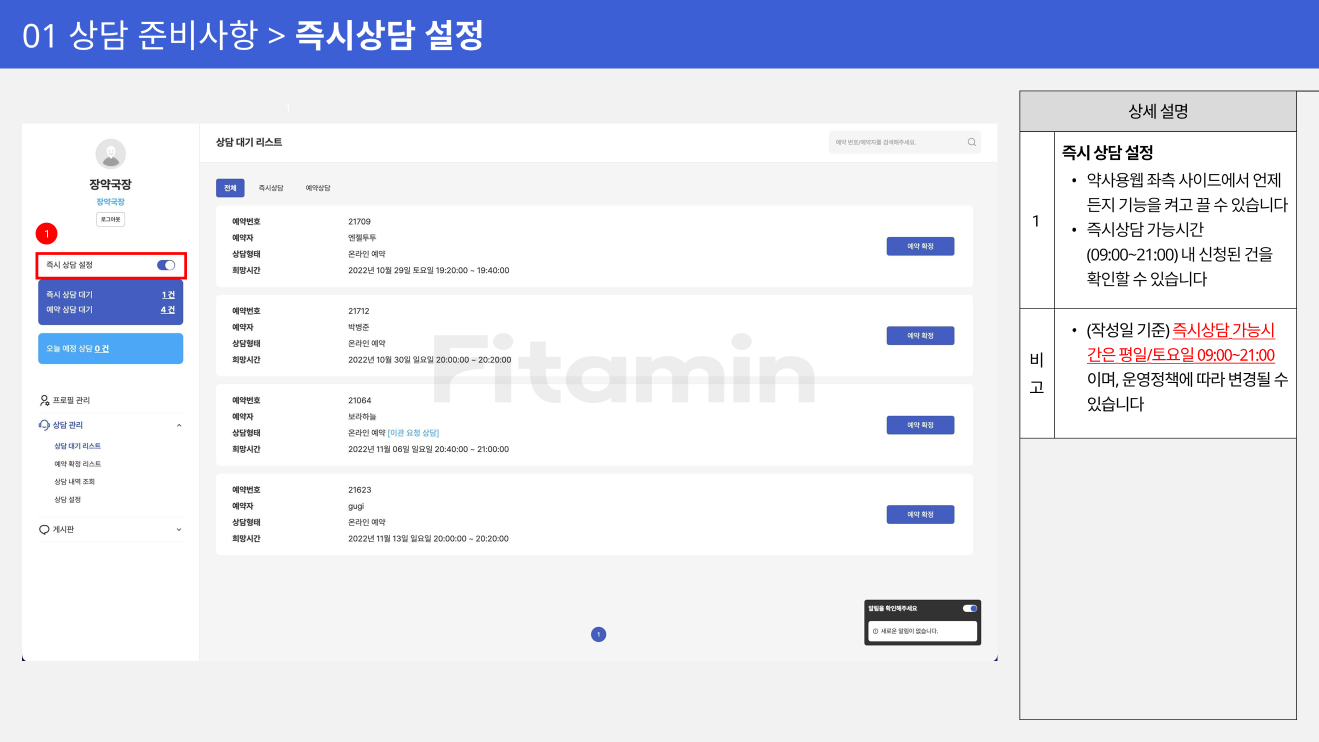 01 상담 준비사항 > 즉시상담 설정
1
장약국장
장약국장
로그아웃
1
즉시 상담 설정
즉시 상담 대기 1 건
예약 상담 대기 4 건
오늘 예정 상담 0 건
프로필 관리
상담 관리
상담 대기 리스트
예약 확정 리스트
상담 내역 조회
상담 설정
게시판
상담 대기 리스트
예약 번호/예약자를 검색해주세요.
전체 즉시상담 예약상담
예약번호 21709
예약자 엔젤투투
상담형태 온라인 예약
희망시간 2022년 10월 29일 토요일 19:20:00 ~ 19:40:00
예약 확정
예약번호 21712
예약자 박병준
상담형태 온라인 예약
희망시간 2022년 10월 30일 일요일 20:00:00 ~ 20:20:00
예약 확정
Fitamin
예약번호 21064
예약자 보라하늘
상담형태 온라인 예약 [이관 요청 상담]
희망시간 2022년 11월 06일 일요일 20:40:00 ~ 21:00:00
예약 확정
예약번호 21623
예약자 gugi
상담형태 온라인 예약
희망시간 2022년 11월 13일 일요일 20:00:00 ~ 20:20:00
예약 확정
1
알림을 확인해주세요
새로운 알림이 없습니다.
상세 설명
1
즉시 상담 설정
• 약사용웹 좌측 사이드에서 언제
든지 기능을 켜고 끌 수 있습니다
• 즉시상담 가능시간
(09:00~21:00) 내 신청된 건을
확인할 수 있습니다
비
고
• (작성일 기준) 즉시상담 가능시
간은 평일/토요일 09:00~21:00
이며, 운영정책에 따라 변경될 수
있습니다